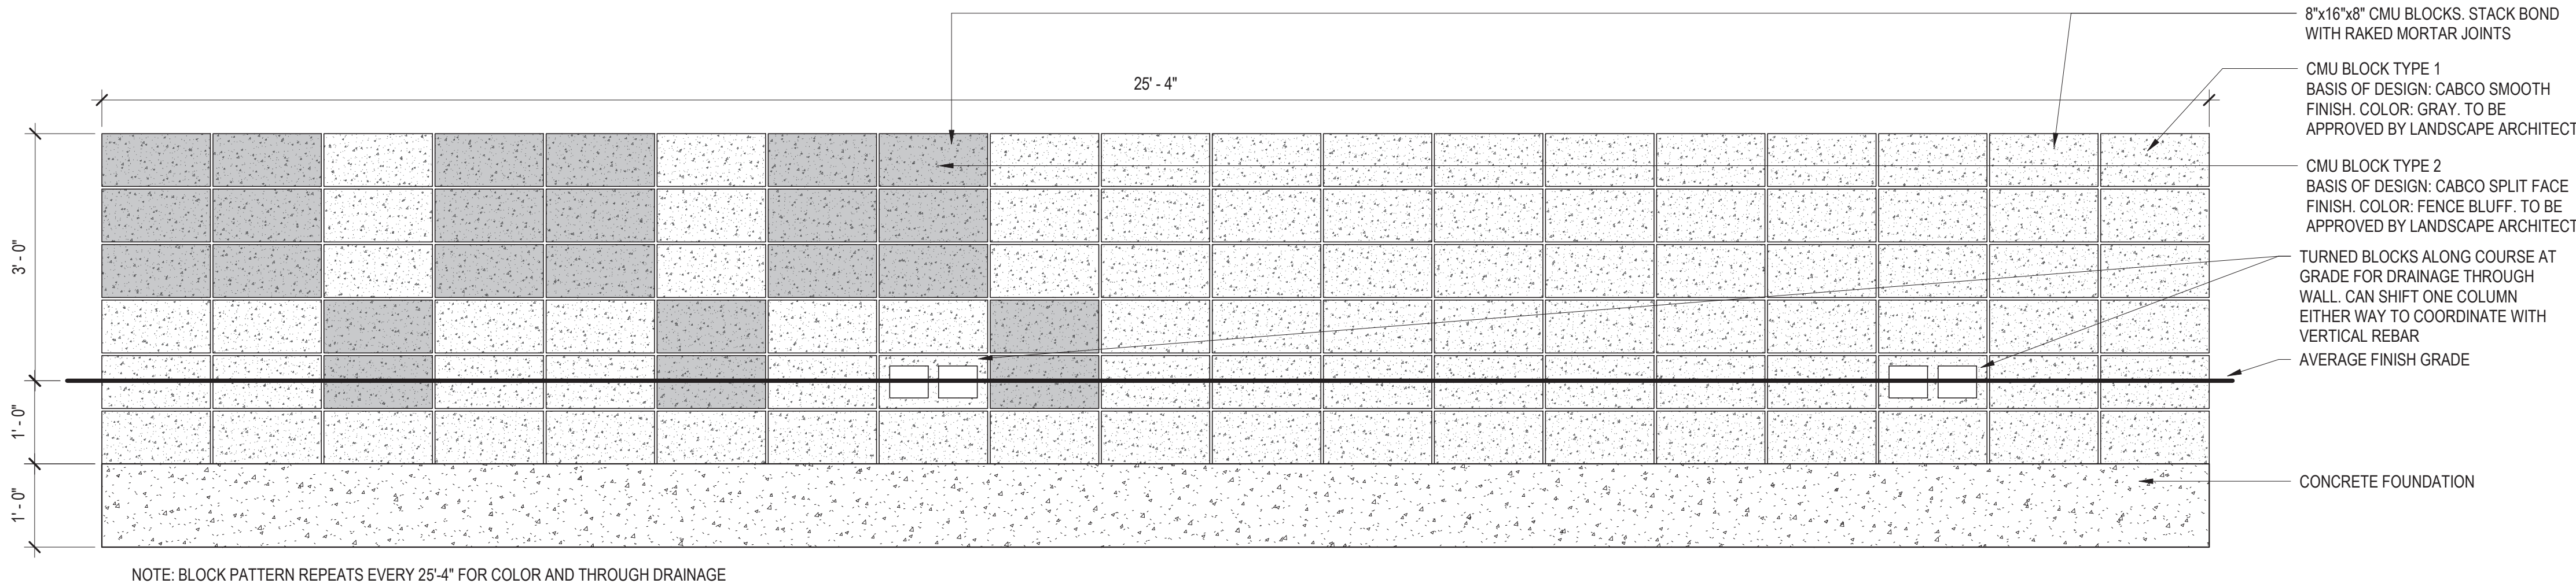 8"x16"x8" CMU BLOCKS. STACK BOND
WITH RAKED MORTAR JOINTS
25' - 4"
CMU BLOCK TYPE 1
BASIS OF DESIGN: CABCO SMOOTH
FINISH. COLOR: GRAY. TO BE
APPROVED BY LANDSCAPE ARCHITECT
CMU BLOCK TYPE 2
BASIS OF DESIGN: CABCO SPLIT FACE
FINISH. COLOR: FENCE BLUFF. TO BE
APPROVED BY LANDSCAPE ARCHITECT
3' - 0"
TURNED BLOCKS ALONG COURSE AT
GRADE FOR DRAINAGE THROUGH
WALL. CAN SHIFT ONE COLUMN
EITHER WAY TO COORDINATE WITH
VERTICAL REBAR
AVERAGE FINISH GRADE
1' - 0"
CONCRETE FOUNDATION
1' - 0"
NOTE: BLOCK PATTERN REPEATS EVERY 25'-4" FOR COLOR AND THROUGH DRAINAGE